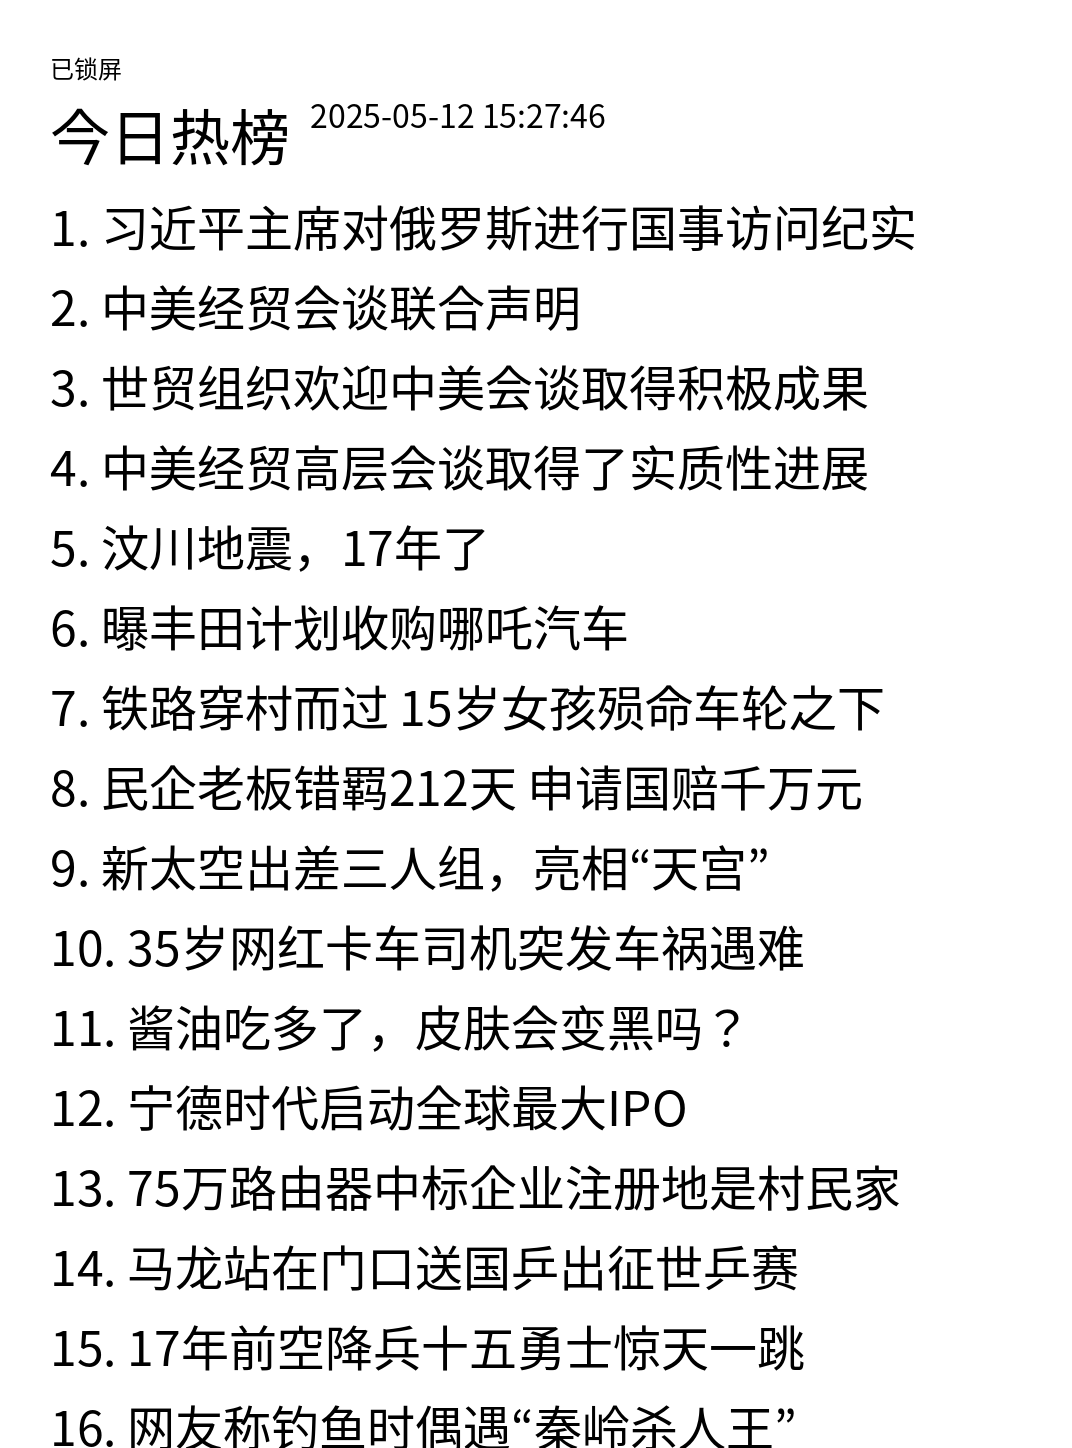 已锁屏
今日热榜 2025-05-12 15:27:46
1. 习近平主席对俄罗斯进行国事访问纪实
2. 中美经贸会谈联合声明
3. 世贸组织欢迎中美会谈取得积极成果
4. 中美经贸高层会谈取得了实质性进展
5. 汶川地震，17年了
6. 曝丰田计划收购哪吒汽车
7. 铁路穿村而过 15岁女孩殒命车轮之下
8. 民企老板错羁212天 申请国赔千万元
9. 新太空出差三人组，亮相“天宫”
10. 35岁网红卡车司机突发车祸遇难
11. 酱油吃多了，皮肤会变黑吗？
12. 宁德时代启动全球最大IPO
13. 75万路由器中标企业注册地是村民家
14. 马龙站在门口送国乒出征世乒赛
15. 17年前空降兵十五勇士惊天一跳
16. 网友称钓鱼时偶遇“秦岭杀人王”